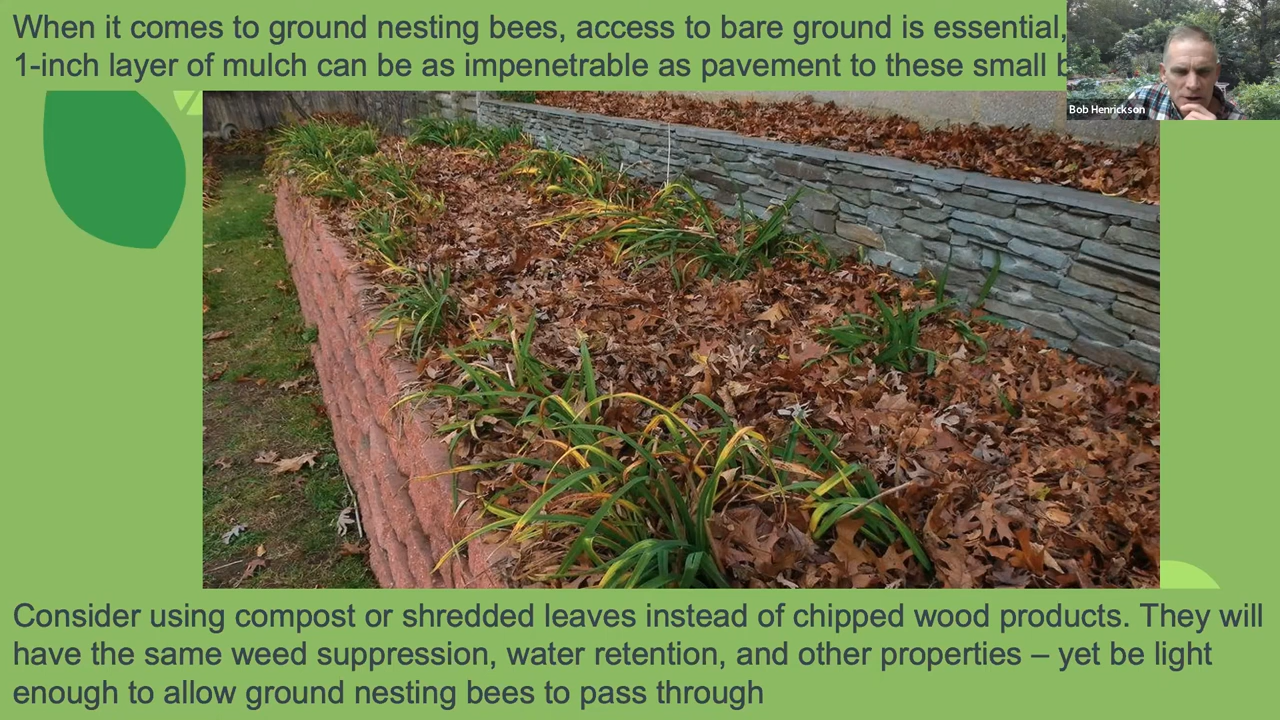 When it comes to ground nesting bees, access to bare ground is essential,
1-inch layer of mulch can be as impenetrable as pavement to these small
Bob Henrickson
Consider using compost or shredded leaves instead of chipped wood products. They will
have the same weed suppression, water retention, and other properties – yet be light
enough to allow ground nesting bees to pass through